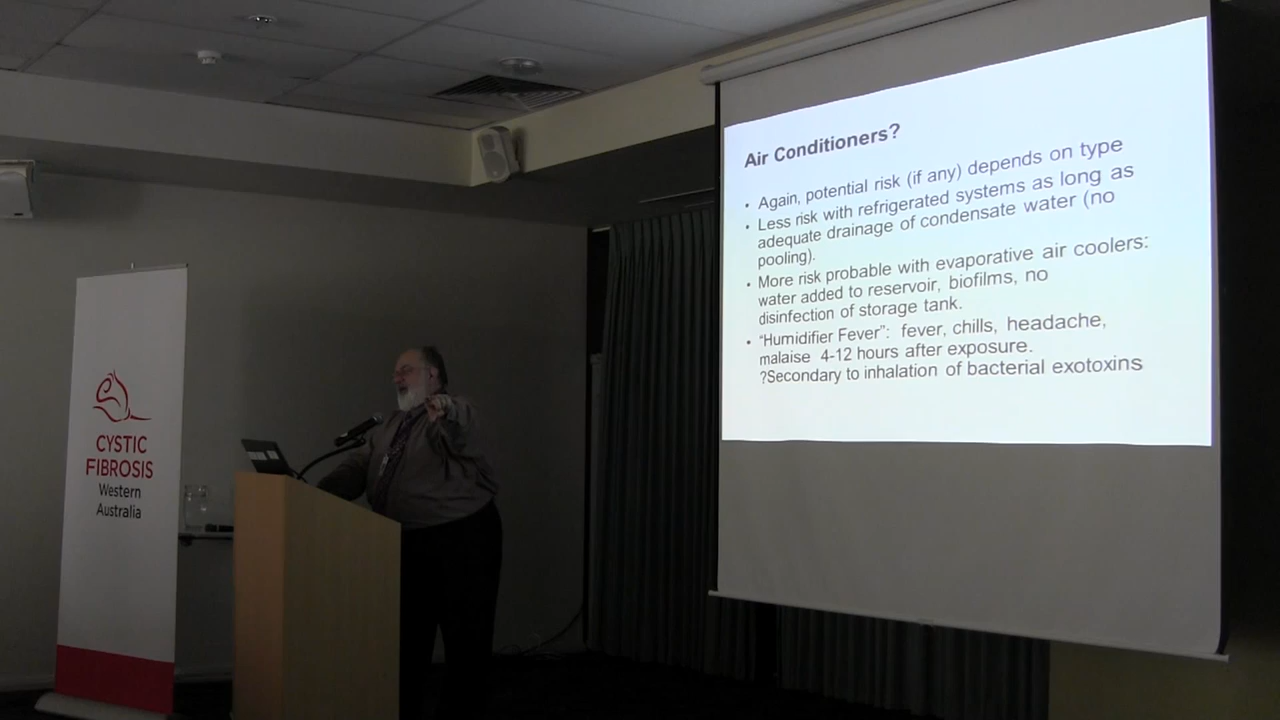 CYSTIC
FIBROSIS
Western
Australia
Air Conditioners?
• Again, potential risk (if any) depends on type
• Less risk with refrigerated systems as long as
adequate drainage of condensate water (no
pooling).
• More risk probable with evaporative air coolers:
water added to reservoir, biofilms, no
disinfection of storage tank.
• "Humidifier Fever": fever, chills, headache,
malaise 4-12 hours after exposure.
?Secondary to inhalation of bacterial exotoxins